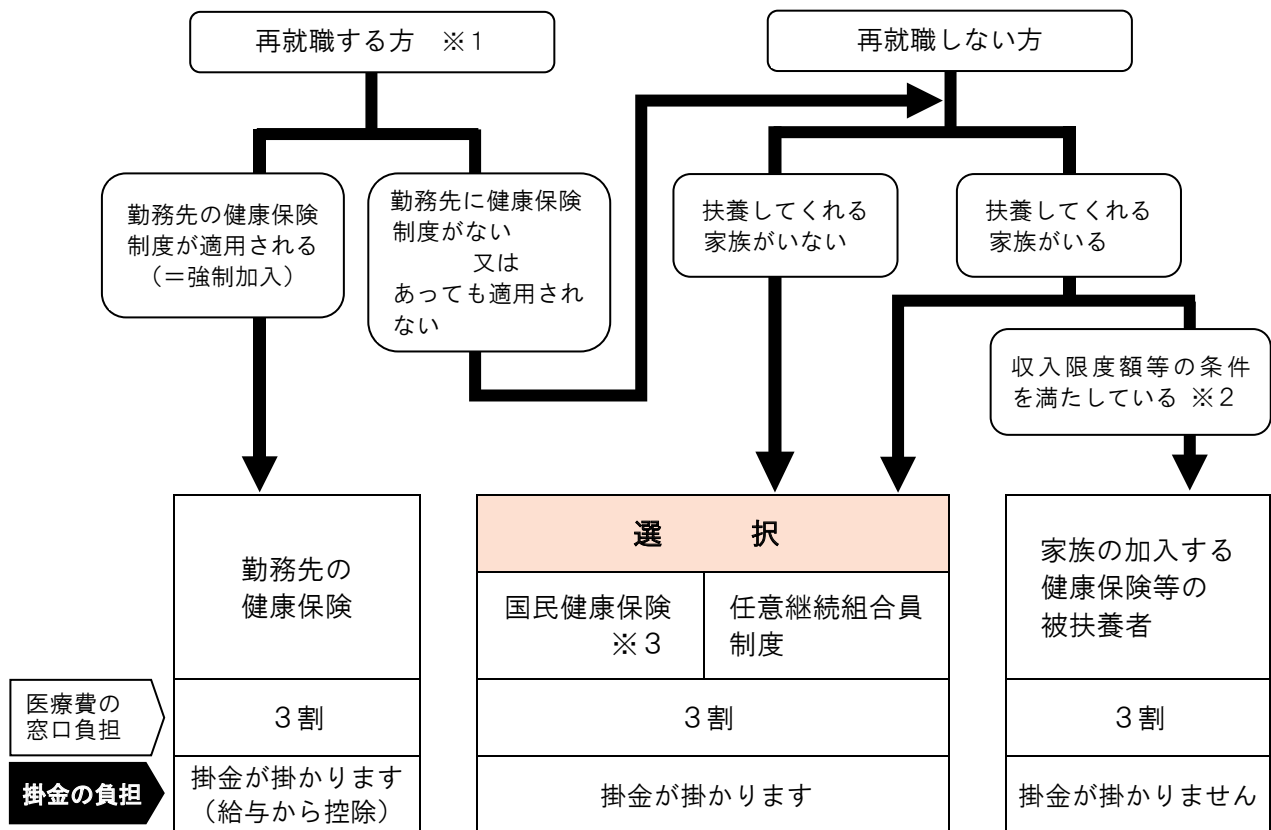 再就職する方 ※1
再就職しない方
勤務先の健康保険
制度が適用される
（＝強制加入）
勤務先に健康保険
制度がない
又は
あっても適用され
ない
扶養してくれる
家族がいない
扶養してくれる
家族がいる
収入限度額等の条件
を満たしている ※２
勤務先の
健康保険
選 択
国民健康保険
※３
任意継続組合員
制度
家族の加入する
健康保険等の
被扶養者
医療費の
窓口負担
３割
３割
３割
掛金の負担
掛金が掛かります
（給与から控除）
掛金が掛かります
掛金が掛かりません